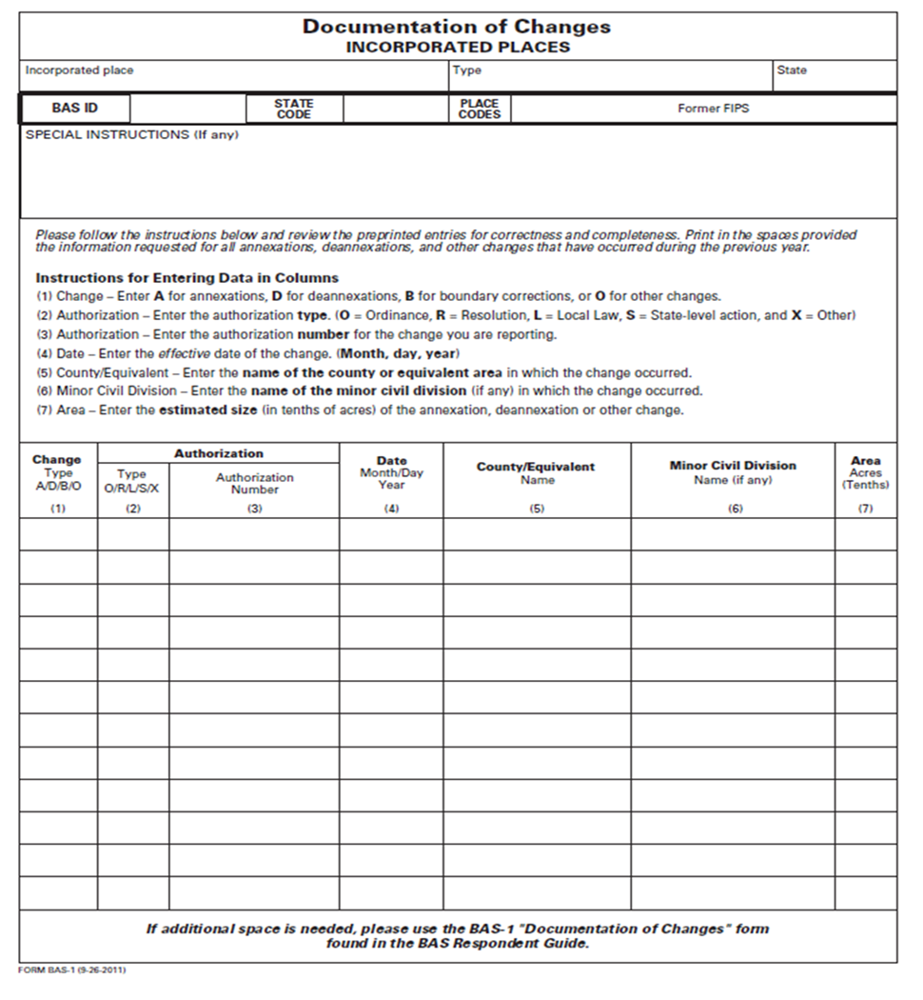 Documentation of Changes
INCORPORATED PLACES
Incorporated place
Type
State
BAS ID
STATE
CODE
PLACE
CODES
Former FIPS
SPECIAL INSTRUCTIONS (If any)
Please follow the instructions below and review the preprinted entries for correctness and completeness. Print in the spaces provided
the information requested for all annexations, deannexations, and other changes that have occurred during the previous year.
Instructions for Entering Data in Columns
(1) Change – Enter A for annexations, D for deannexations, B for boundary corrections, or O for other changes.
(2) Authorization – Enter the authorization type. (O = Ordinance, R = Resolution, L = Local Law, S = State-level action, and X = Other)
(3) Authorization – Enter the authorization number for the change you are reporting.
(4) Date – Enter the effective date of the change. (Month, day, year)
(5) County/Equivalent – Enter the name of the county or equivalent area in which the change occurred.
(6) Minor Civil Division – Enter the name of the minor civil division (if any) in which the change occurred.
(7) Area – Enter the estimated size (in tenths of acres) of the annexation, deannexation or other change.
Change
Type
A/D/B/O
(1)
Authorization
Type
O/R/L/S/X
(2)
Authorization
Number
(3)
Date
Month/Day
Year
(4)
County/Equivalent
Name
(5)
Minor Civil Division
Name (if any)
(6)
Area
Acres
(Tenths)
(7)
If additional space is needed, please use the BAS-1 "Documentation of Changes" form
found in the BAS Respondent Guide.
FORM BAS-1 (9-26-2011)